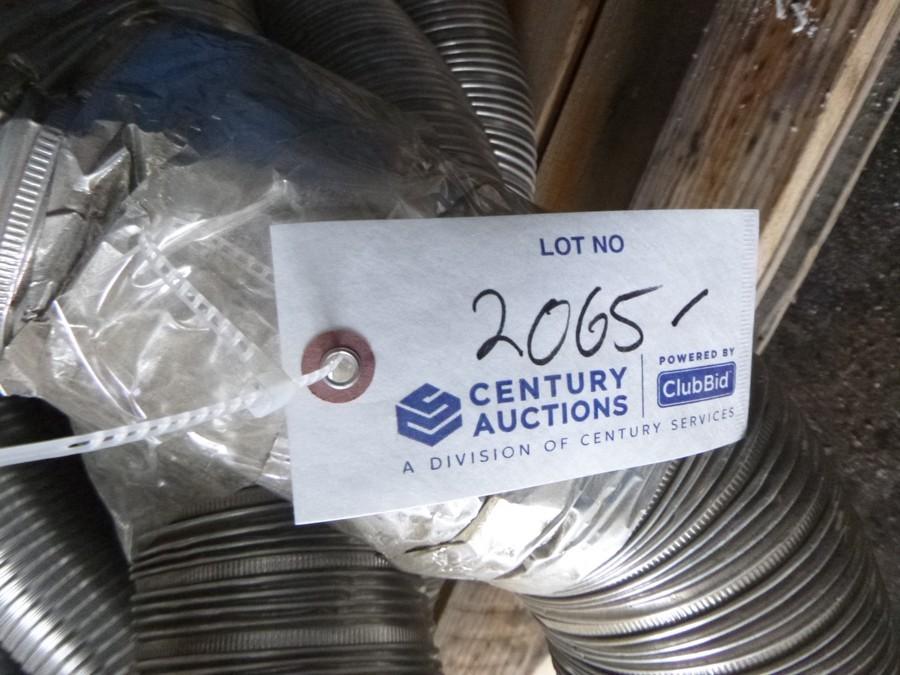 LOT NO
2065-
CENTURY
AUCTIONS
A DIVISION OF CENTURY SERVICES
POWERED BY
ClubBid